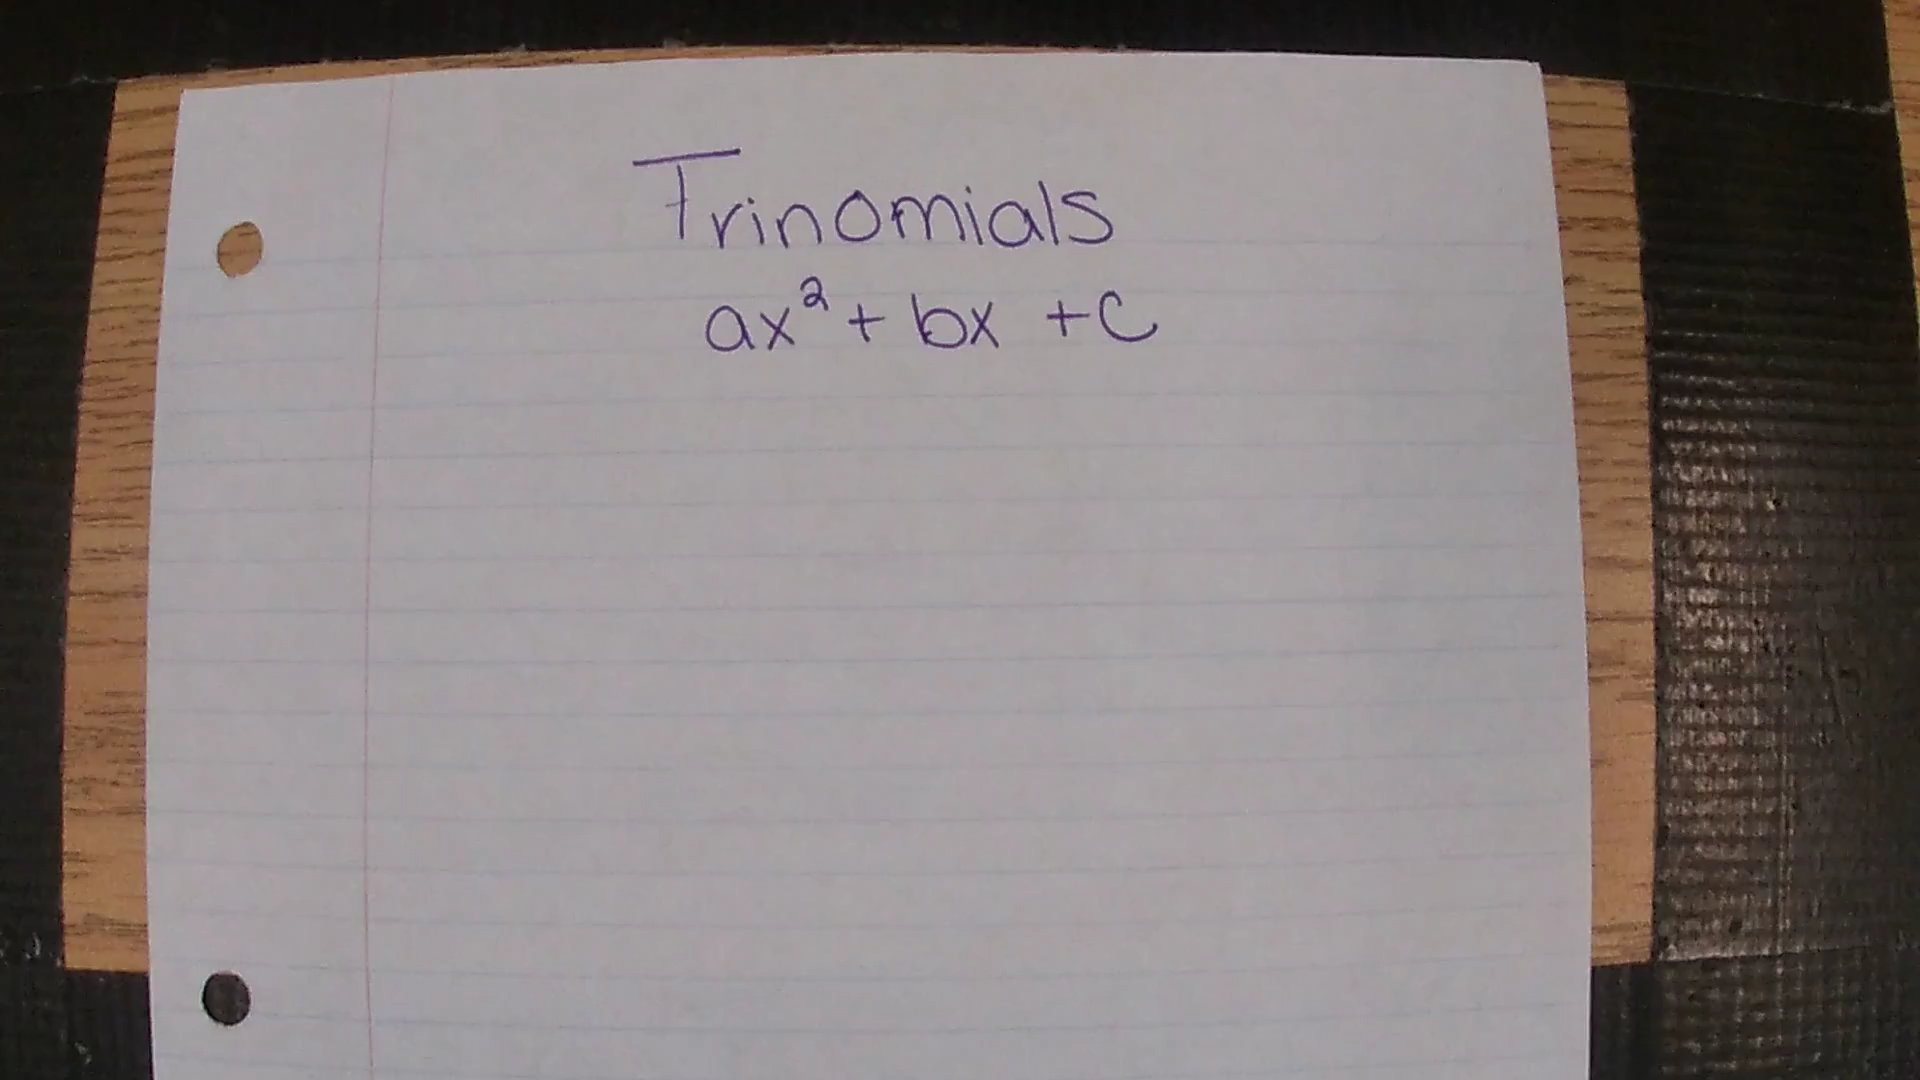 Trinomials
ax² + bx + c